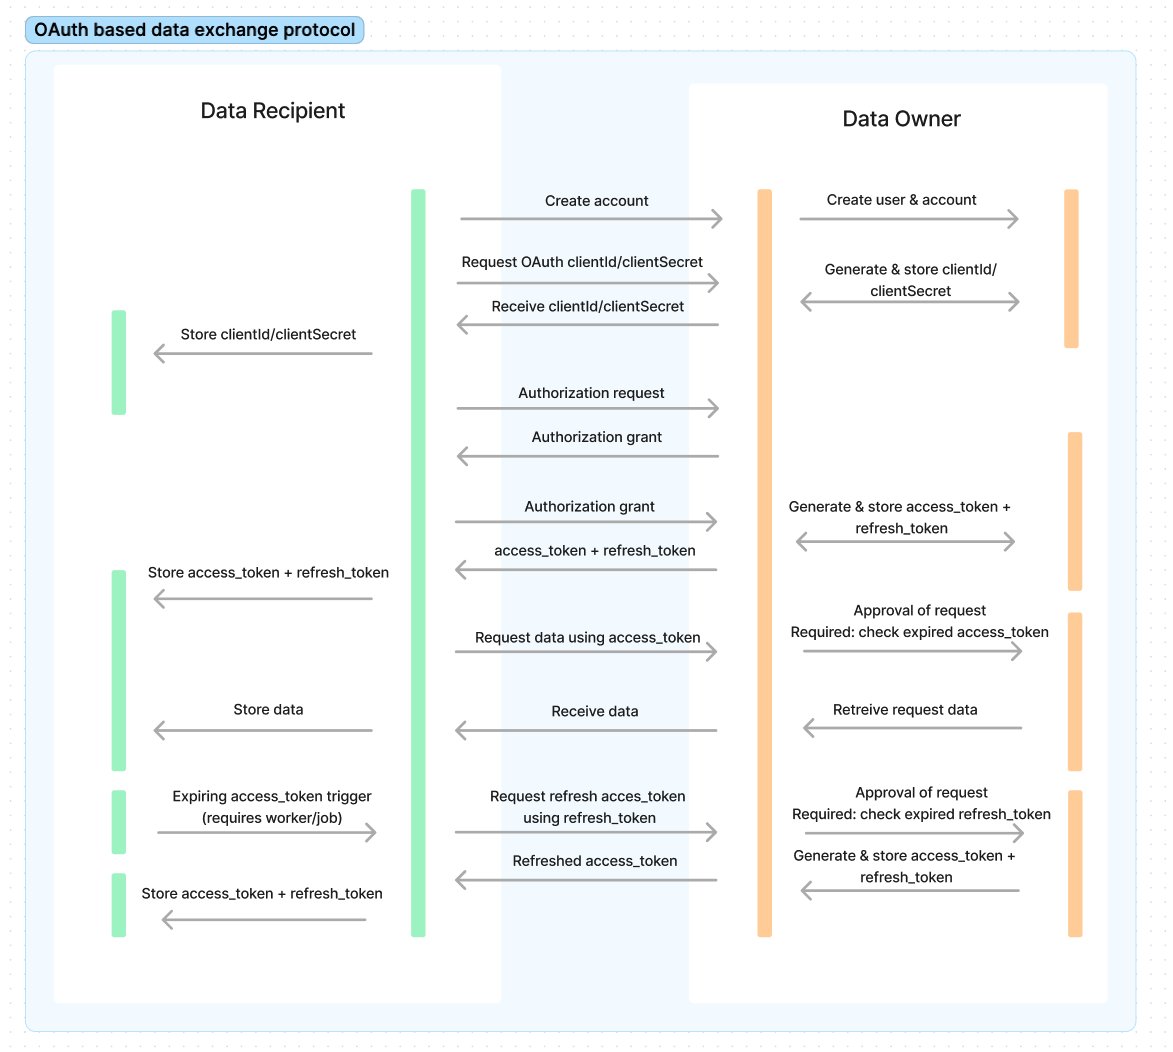 OAuth based data exchange protocol
Data Recipient
Data Owner
Create account
Create user & account
Request OAuth clientId/clientSecret
Generate & store clientId/
clientSecret
Receive clientId/clientSecret
Store clientId/clientSecret
Authorization request
Authorization grant
Authorization grant
Generate & store access_token +
refresh_token
access_token + refresh_token
Store access_token + refresh_token
Approval of request
Required: check expired access_token
Request data using access_token
Store data
Receive data
Retreive request data
Expiring access_token trigger
(requires worker/job)
Request refresh acces_token
using refresh_token
Approval of request
Required: check expired refresh_token
Refreshed access_token
Generate & store access_token +
refresh_token
Store access_token + refresh_token